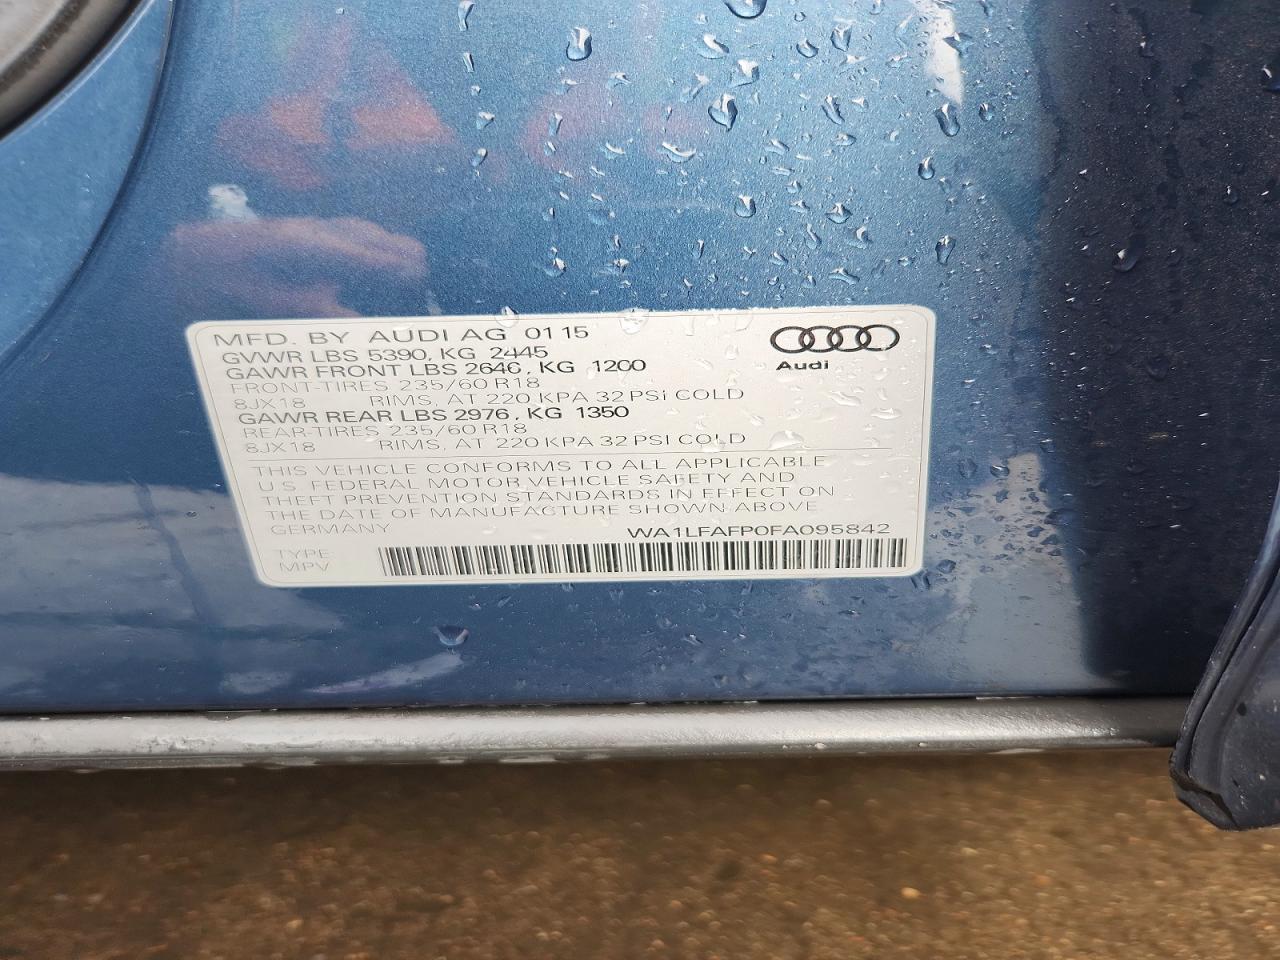 MFD. BY AUDI AG 01 15
GVWR LBS 5390, KG 2445
GAWR FRONT LBS 2646, KG 1200
FRONT-TIRES 235/60 R18
8JX18 RIMS, AT 220 KPA 32 PSI COLD
GAWR REAR LBS 2976, KG 1350
REAR-TIRES 235/60 R18
8JX18 RIMS, AT 220 KPA 32 PSI COLD
THIS VEHICLE CONFORMS TO ALL APPLICABLE
U.S. FEDERAL MOTOR VEHICLE SAFETY AND
THEFT PREVENTION STANDARDS IN EFFECT ON
THE DATE OF MANUFACTURE SHOWN ABOVE
GERMANY WA1LFAFP0FA095842
TYPE
MPV
Audi